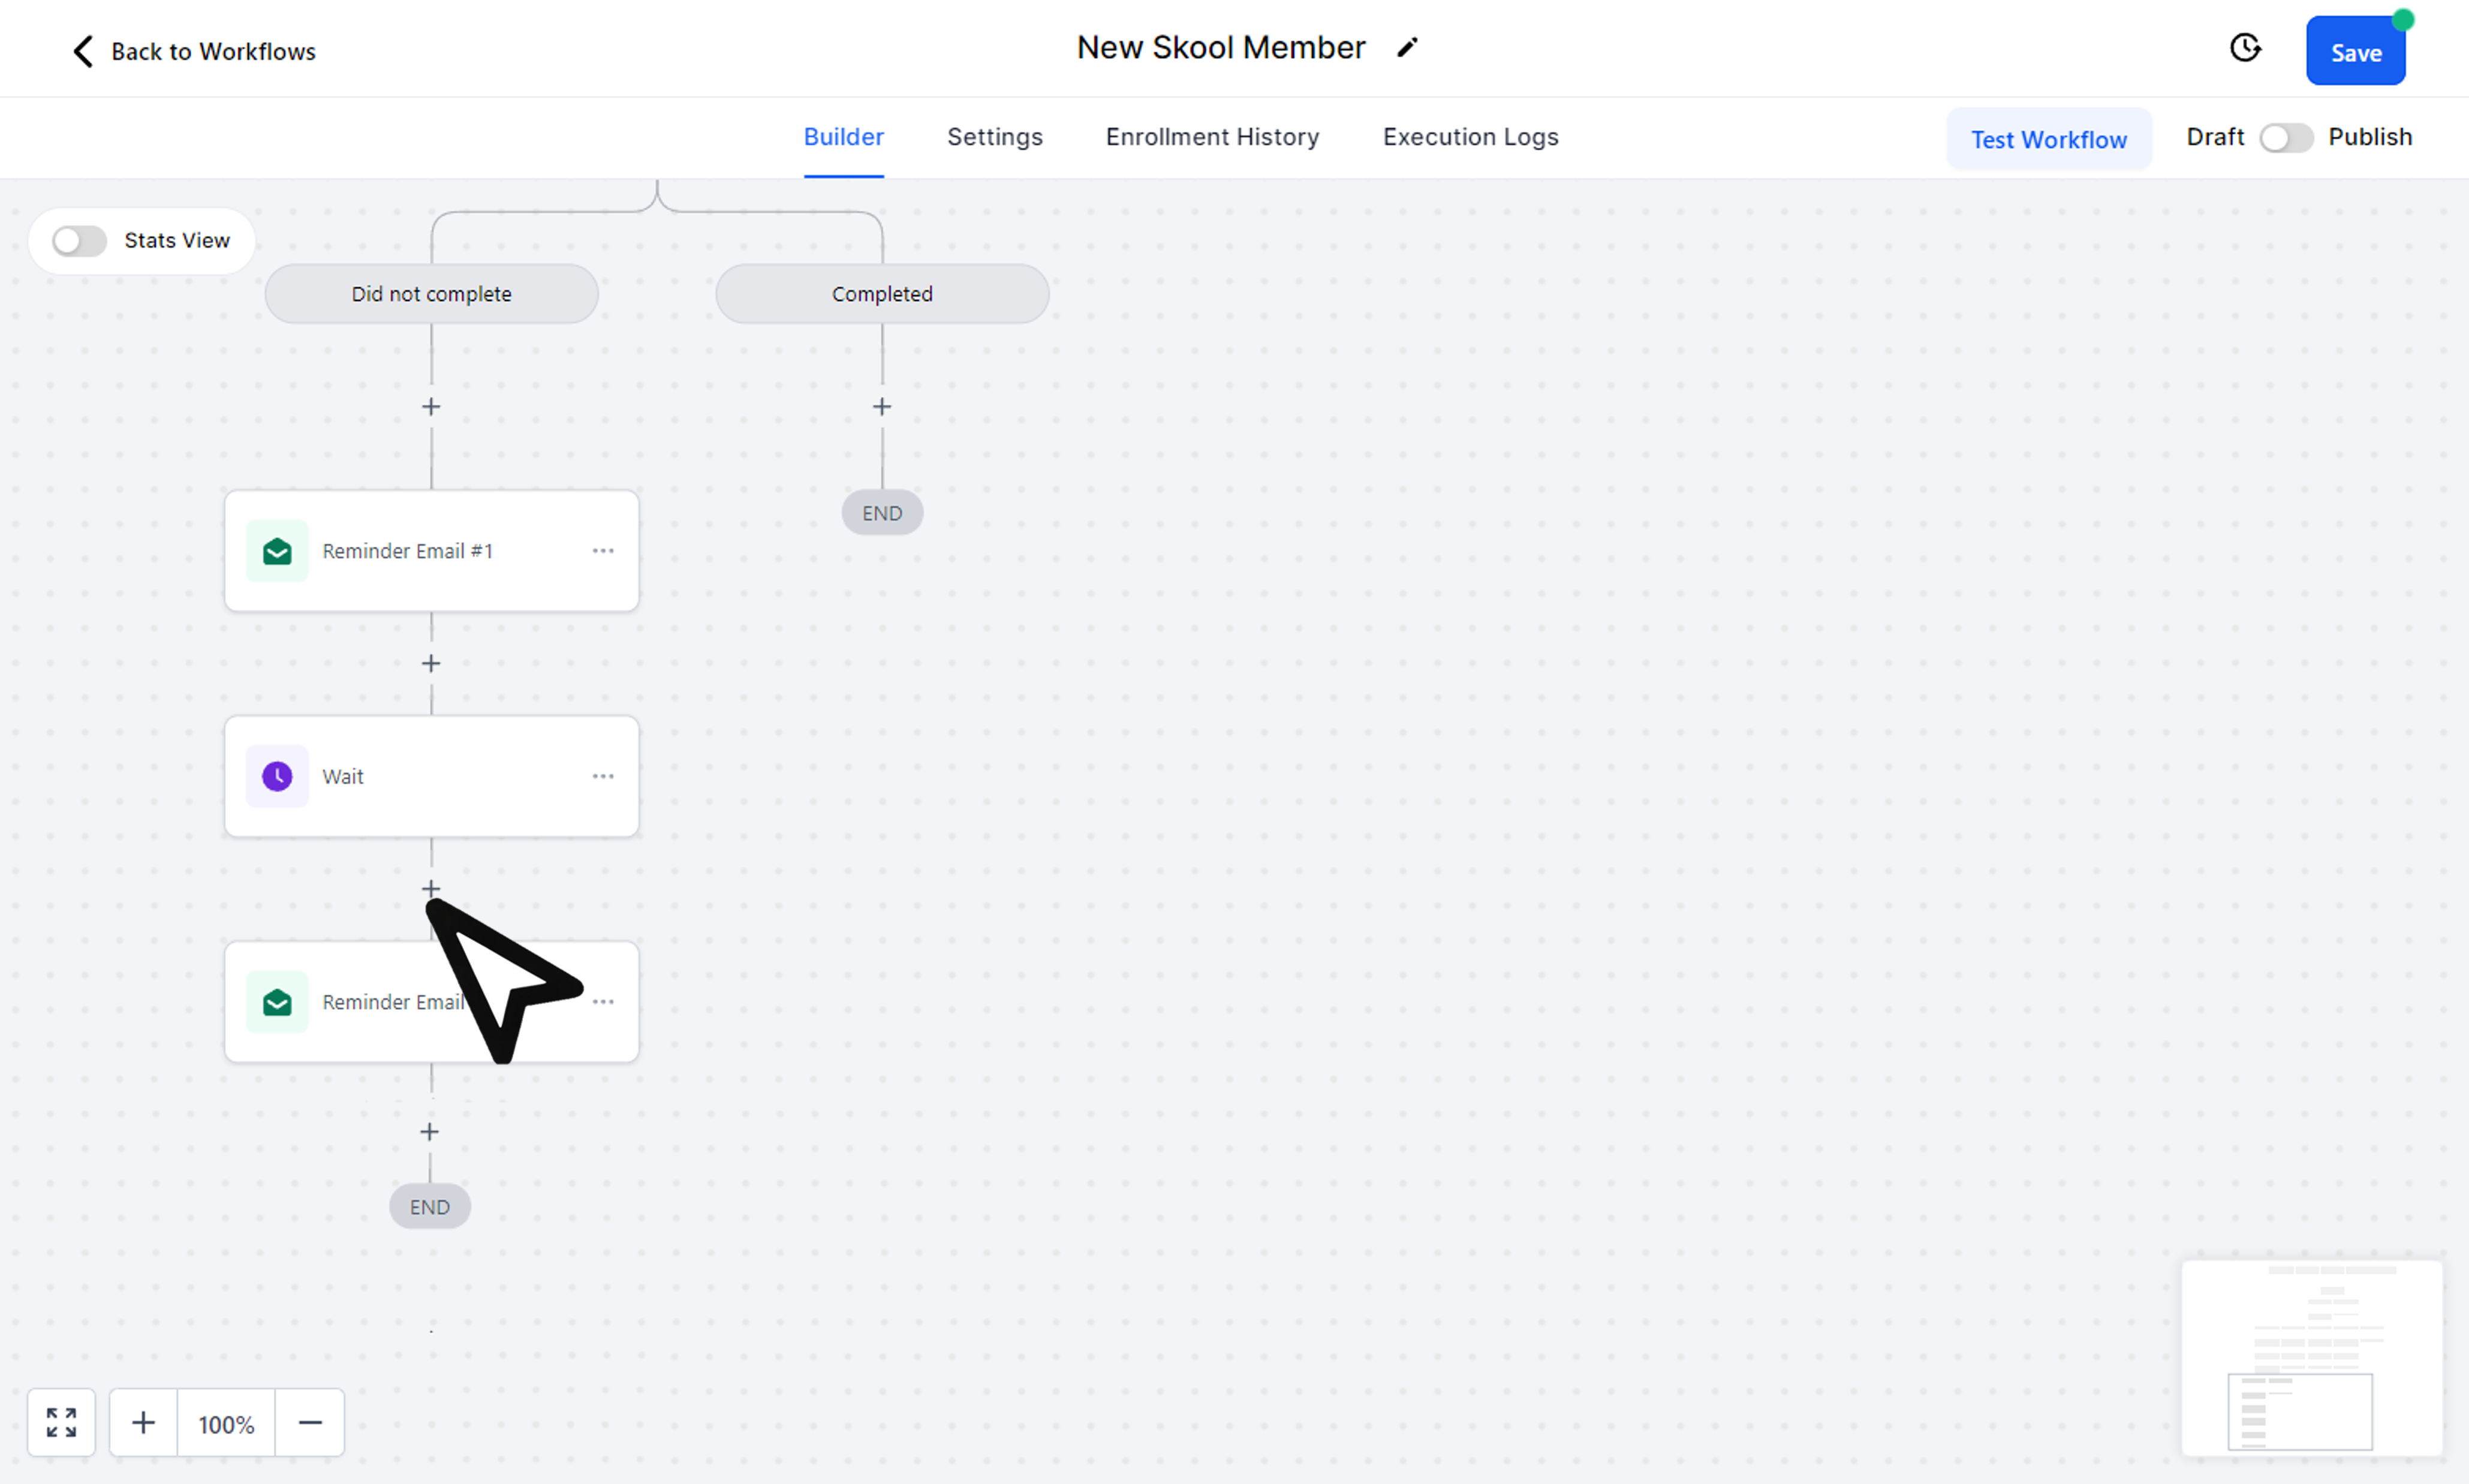 Back to Workflows
New Skool Member
Save
Builder
Settings
Enrollment History
Execution Logs
Test Workflow
Draft
Publish
Stats View
Did not complete
Completed
END
Reminder Email #1
Wait
Reminder Email
END
100%